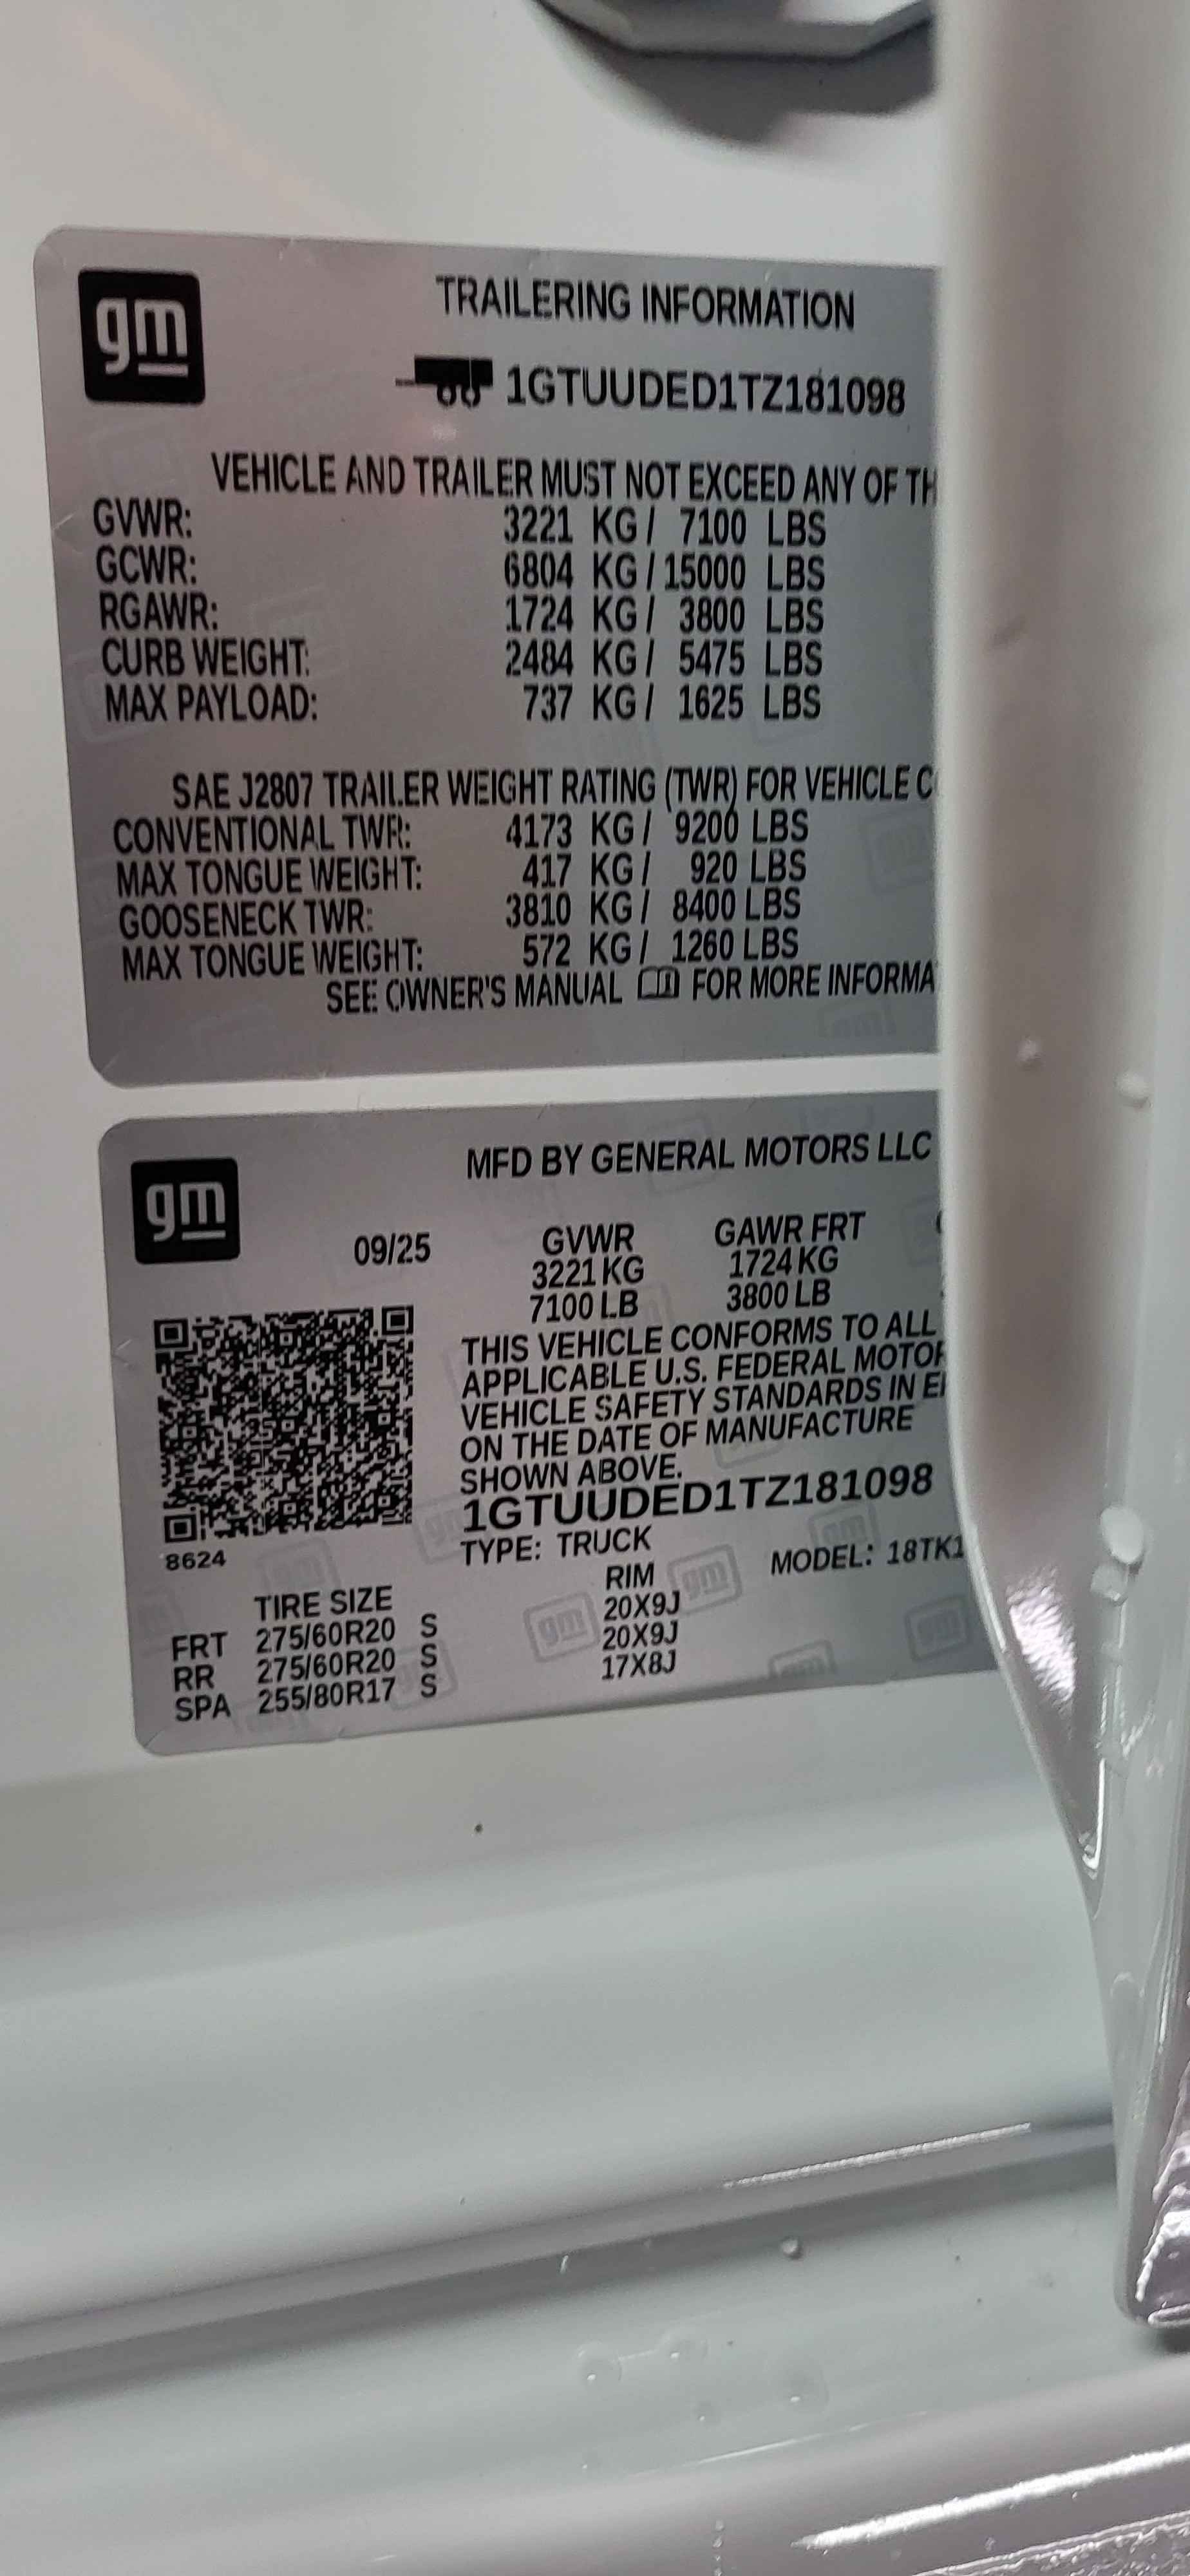 gm
TRAILERING INFORMATION
1GTUUDED1TZ181098
VEHICLE AND TRAILER MUST NOT EXCEED ANY OF
GVWR: 3221 KG / 7100 LBS
GCWR: 6804 KG / 15000 LBS
RGAWR: 1724 KG / 3800 LBS
CURB WEIGHT: 2484 KG / 5475 LBS
MAX PAYLOAD: 737 KG / 1625 LBS
SAE J2807 TRAILER WEIGHT RATING (TWR) FOR VEHICLE
CONVENTIONAL TWR: 4173 KG / 9200 LBS
MAX TONGUE WEIGHT: 417 KG / 920 LBS
GOOSENECK TWR: 3810 KG / 8400 LBS
MAX TONGUE WEIGHT: 572 KG / 1260 LBS
SEE OWNER'S MANUAL FOR MORE INFORMA
gm
MFD BY GENERAL MOTORS LLC
09/25 GVWR GAWR FRT
3221 KG 1724 KG
7100 LB 3800 LB
THIS VEHICLE CONFORMS TO ALL
APPLICABLE U.S. FEDERAL MOTOR
VEHICLE SAFETY STANDARDS IN
ON THE DATE OF MANUFACTURE
SHOWN ABOVE.
1GTUUDED1TZ181098
8624
TYPE: TRUCK MODEL: 18TK1
TIRE SIZE RIM
FRT 275/60R20 S 20X9J
RR 275/60R20 S 20X9J
SPA 255/80R17 S 17X8J